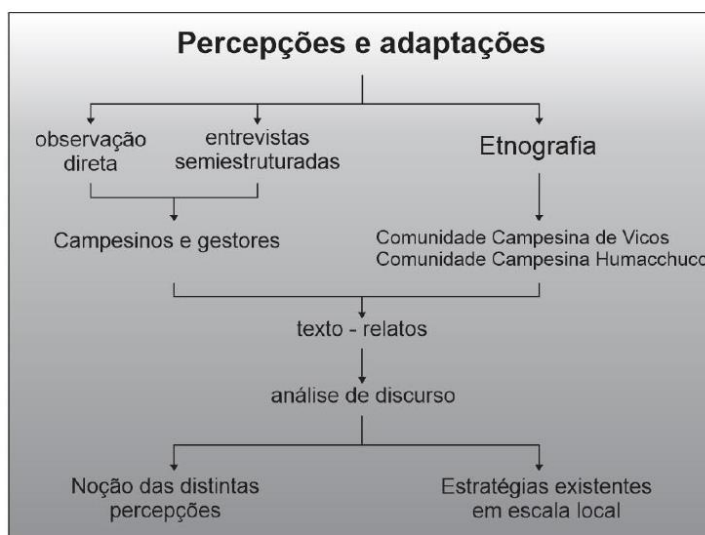 Percepções e adaptações
observação
direta
entrevistas
semiestruturadas
Etnografia
Campesinos e gestores
Comunidade Campesina de Vicos
Comunidade Campesina Humacchuco
texto - relatos
análise de discurso
Noção das distintas
percepções
Estratégias existentes
em escala local